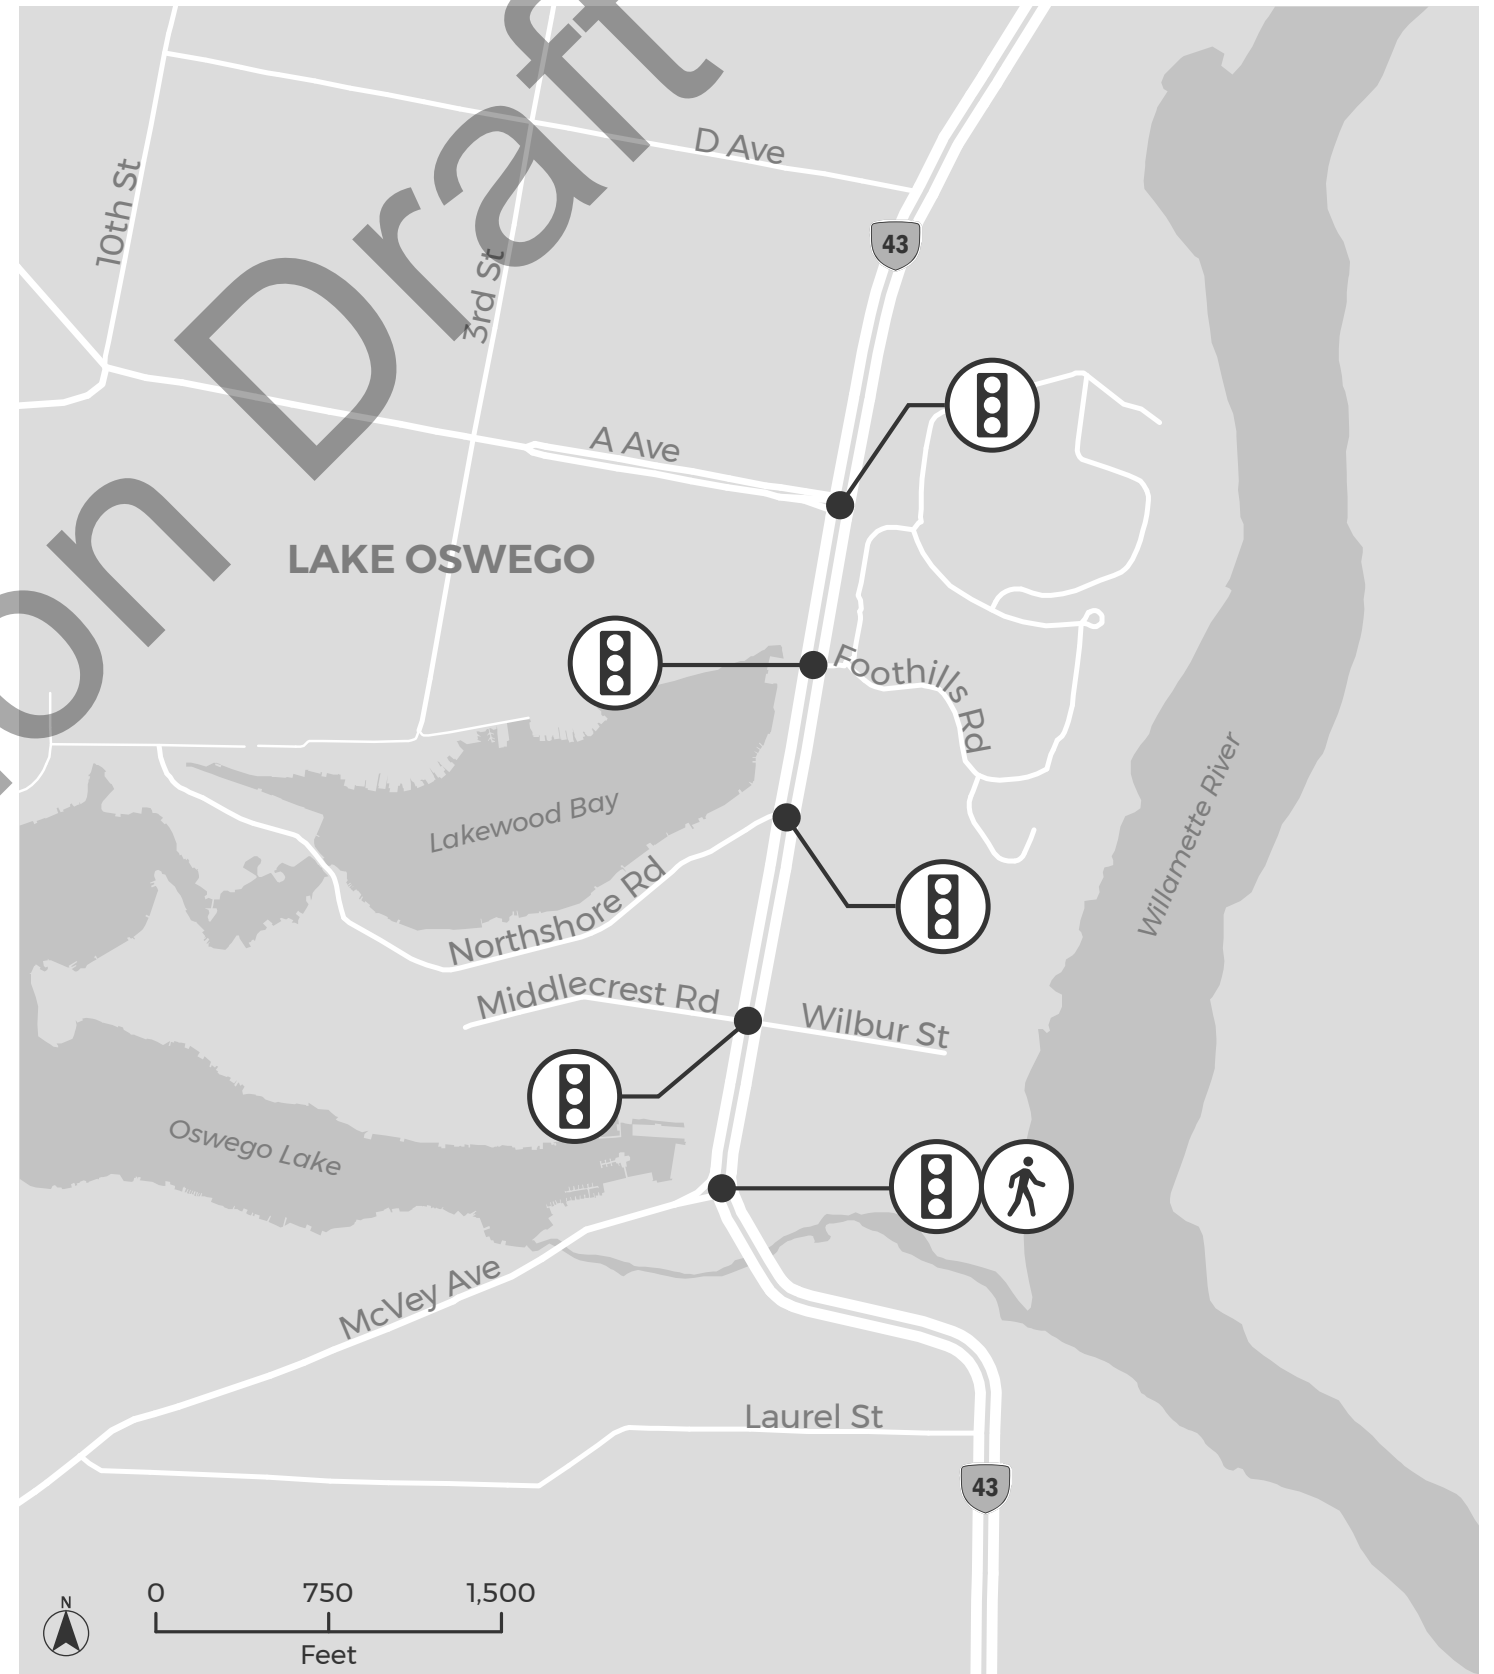 Draft
on
D Ave
10th St
43
3rd St
A Ave
LAKE OSWEGO
Foothills Rd
Willamette River
Lakewood Bay
Northshore Rd
Middlecrest Rd
Wilbur St
Oswego Lake
McVey Ave
Laurel St
43
0 750 1,500
Feet
N